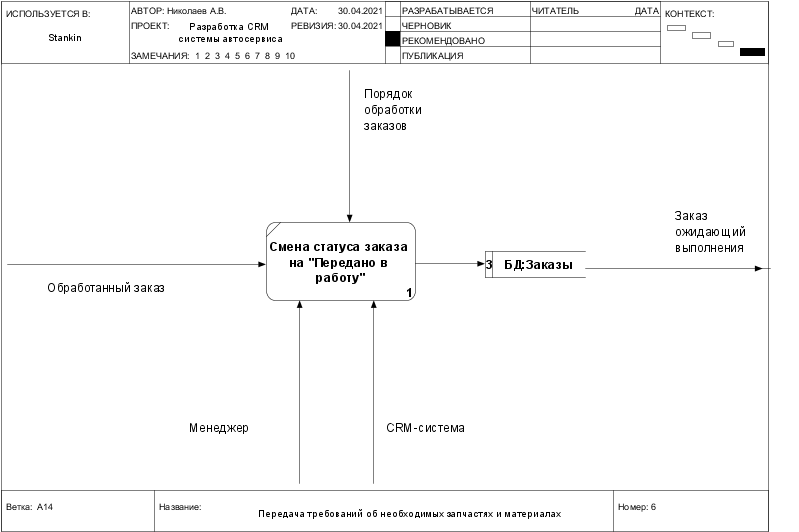 ИСПОЛЬЗУЕТСЯ В:
Stankin
АВТОР: Николаев А.В.
ДАТА: 30.04.2021
ПРОЕКТ: Разработка CRM
системы автосервиса
РЕВИЗИЯ: 30.04.2021
ЗАМЕЧАНИЯ: 1 2 3 4 5 6 7 8 9 10
РАЗРАБАТЫВАЕТСЯ
ЧЕРНОВИК
РЕКОМЕНДОВАНО
ПУБЛИКАЦИЯ
ЧИТАТЕЛЬ ДАТА
КОНТЕКСТ:
Порядок
обработки
заказов
Смена статуса заказа
на "Передано в
работу"
1
Обработанный заказ
3 БД:Заказы
Заказ
ожидающий
выполнения
Менеджер
CRM-система
Ветка: A14
Название:
Передача требований об необходимых запчастях и материалах
Номер: 6